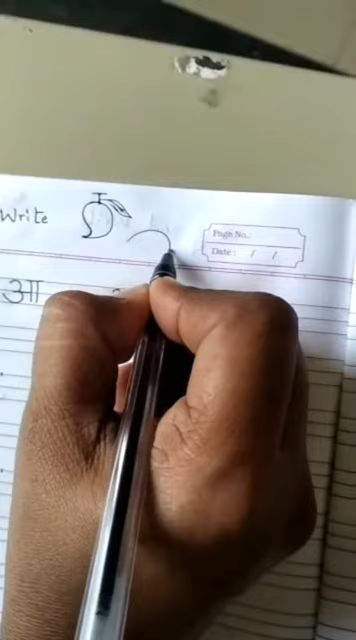 Write
Page No.
Date: / /
आ